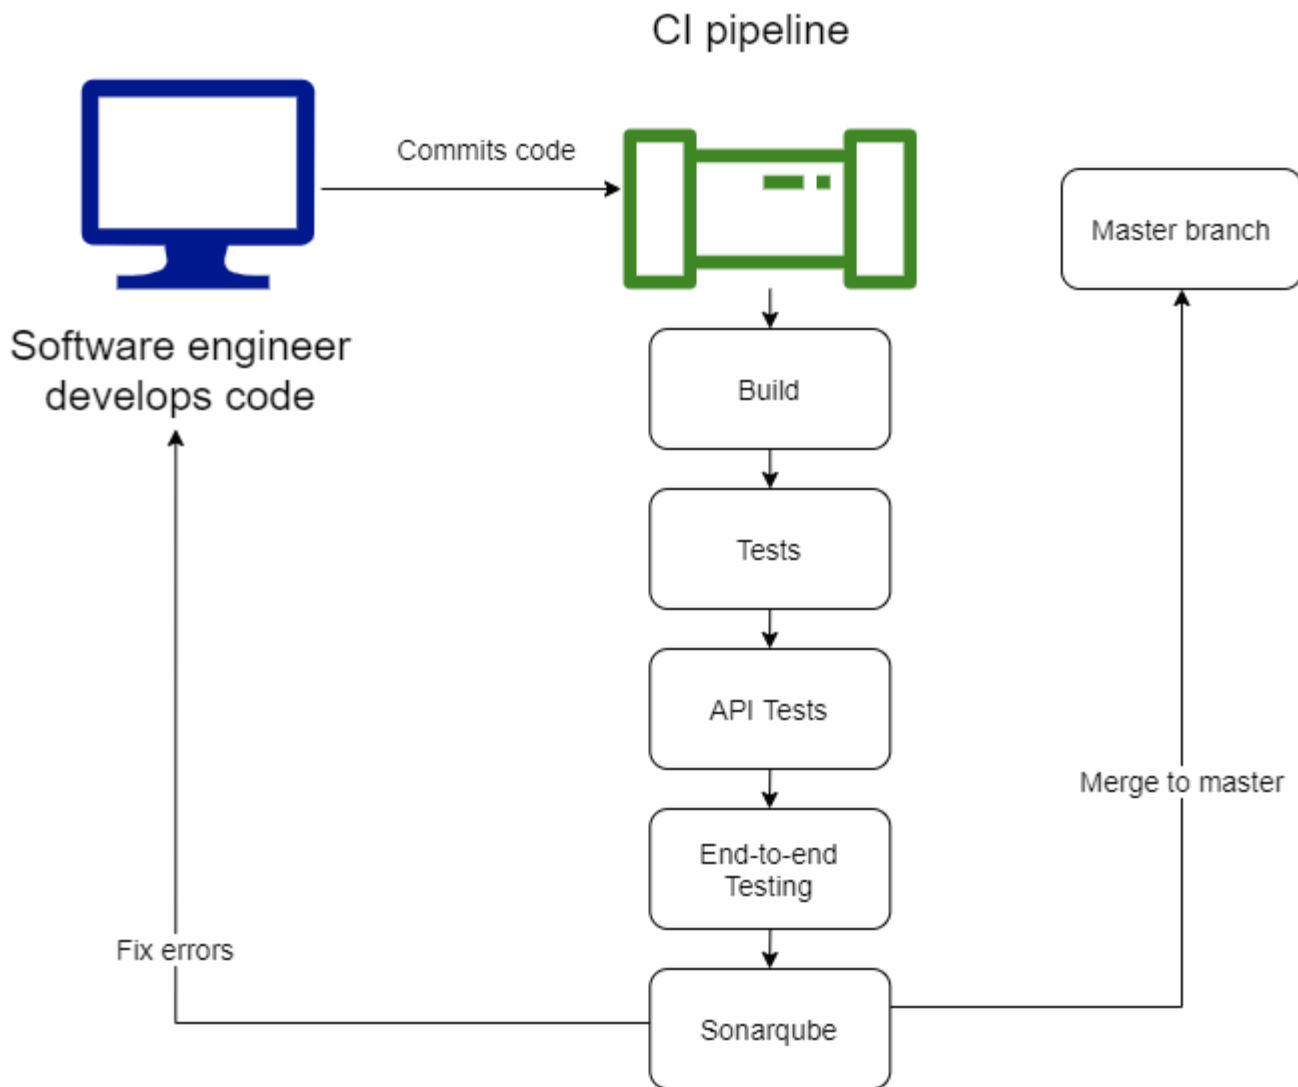 CI pipeline
Commits code
Master branch
Software engineer
develops code
Build
Tests
API Tests
Merge to master
End-to-end
Testing
Fix errors
Sonarqube